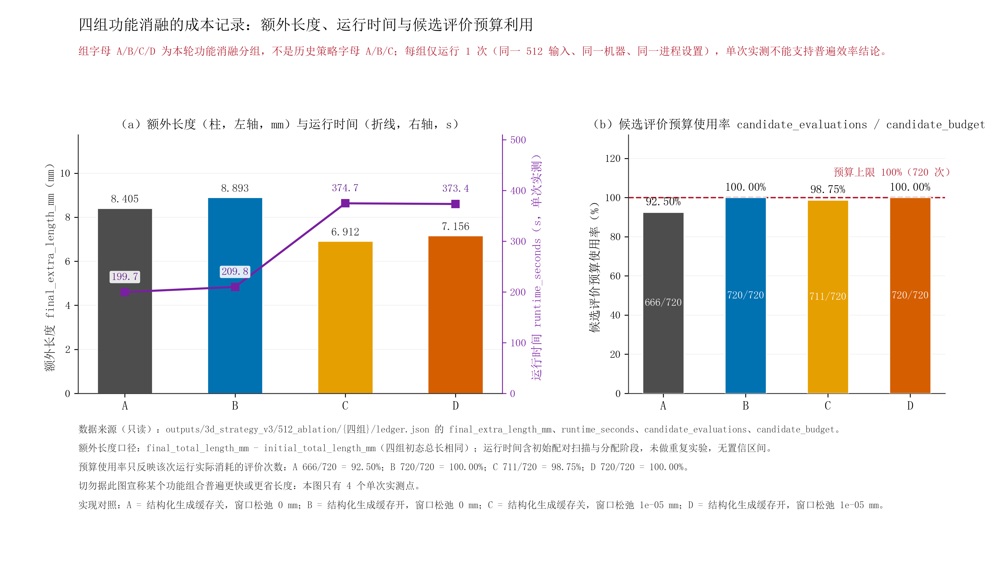 四组功能消融的成本记录：额外长度、运行时间与候选评价预算利用
组字母 A/B/C/D 为本轮功能消融分组，不是历史策略字母 A/B/C；每组仅运行 1 次（同一 512 输入、同一机器、同一进程设置），单次实测不能支持普遍效率结论。
（a）额外长度（柱，左轴，mm）与运行时间（折线，右轴，s）
额外长度 final_extra_length_mm（mm）
10
8
6
4
2
0
8.405
8.893
6.912
7.156
199.7
209.8
374.7
373.4
A
B
C
D
500
400
300
200
100
0
运行时间 runtime_seconds（s，单次实测）
（b）候选评价预算使用率 candidate_evaluations / candidate_budget
候选评价预算使用率（%）
120
100
80
60
40
20
0
预算上限 100%（720 次）
92.50%
100.00%
98.75%
100.00%
666/720
720/720
711/720
720/720
A
B
C
D
数据来源（只读）：outputs/3d_strategy_v3/512_ablation/{四组}/ledger.json 的 final_extra_length_mm、runtime_seconds、candidate_evaluations、candidate_budget。
额外长度口径：final_total_length_mm − initial_total_length_mm（四组初态总长相同）；运行时间含初始配对扫描与分配阶段，未做重复实验，无置信区间。
预算使用率只反映该次运行实际消耗的评价次数：A 666/720 = 92.50%；B 720/720 = 100.00%；C 711/720 = 98.75%；D 720/720 = 100.00%。
切勿据此图宣称某个功能组合普遍更快或更省长度：本图只有 4 个单次实测点。
实现对照：A = 结构化生成缓存关，窗口松弛 0 mm；B = 结构化生成缓存开，窗口松弛 0 mm；C = 结构化生成缓存关，窗口松弛 1e-05 mm；D = 结构化生成缓存开，窗口松弛 1e-05 mm。